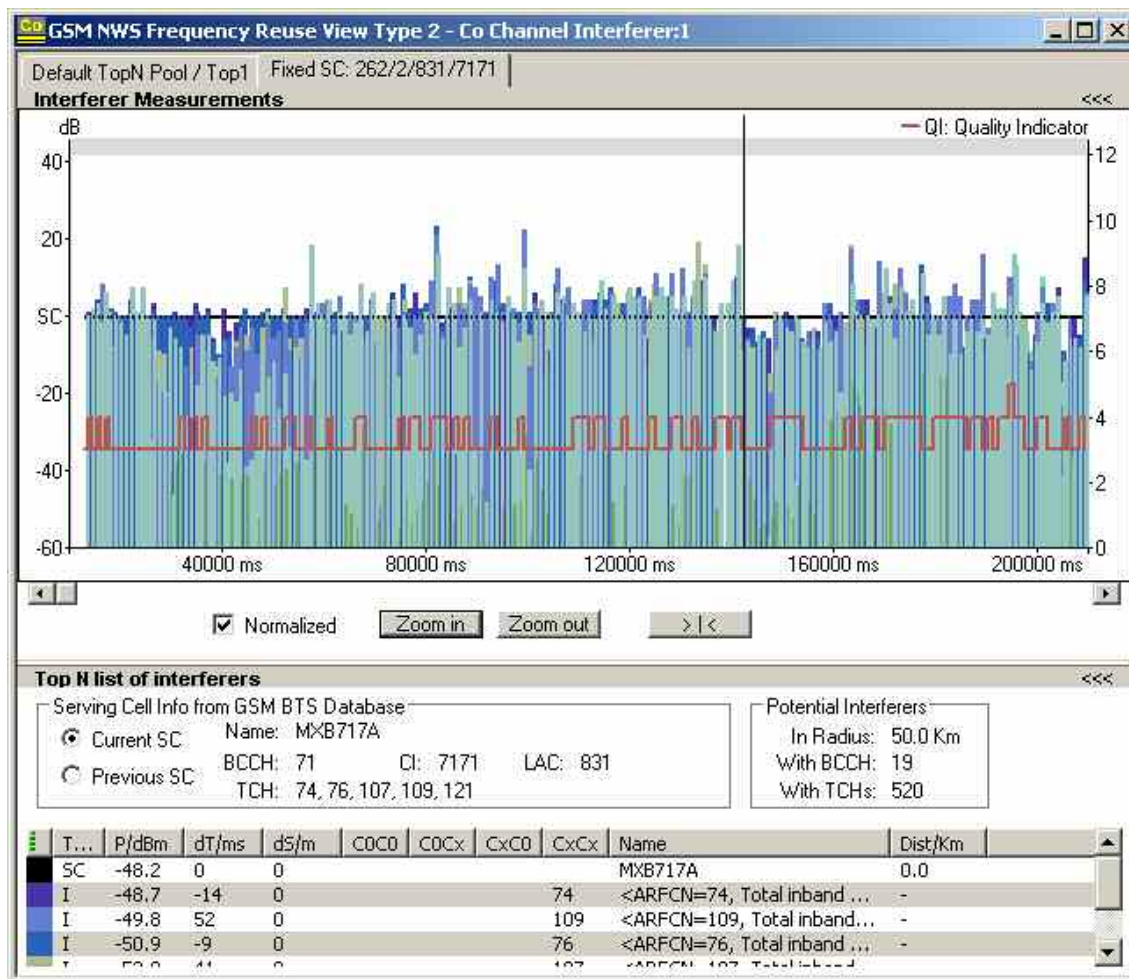 Co GSM NWS Frequency Reuse View Type 2 - Co Channel Interferer:1
Default TopN Pool / Top1 Fixed SC: 262/2/831/7171
Interferer Measurements <<<
dB QI: Quality Indicator
40 12
10
20
8
SC
6
-20
4
-40
2
-60 0
40000 ms 80000 ms 120000 ms 160000 ms 200000 ms
Normalized Zoom in Zoom out >|<
Top N list of interferers <<<
Serving Cell Info from GSM BTS Database Potential Interferers
Current SC Name: MXB717A In Radius: 50.0 Km
BCCH: 71 CI: 7171 LAC: 831 With BCCH: 19
Previous SC TCH: 74, 76, 107, 109, 121 With TCHs: 520
T... P/dBm dT/ms dS/m C0C0 C0Cx CxC0 CxCx Name Dist/Km
SC -48.2 0 0 MXB717A 0.0
I -48.7 -14 0 74 <ARFCN=74, Total inband ... -
I -49.8 52 0 109 <ARFCN=109, Total inband... -
I -50.9 -9 0 76 <ARFCN=76, Total inband ... -